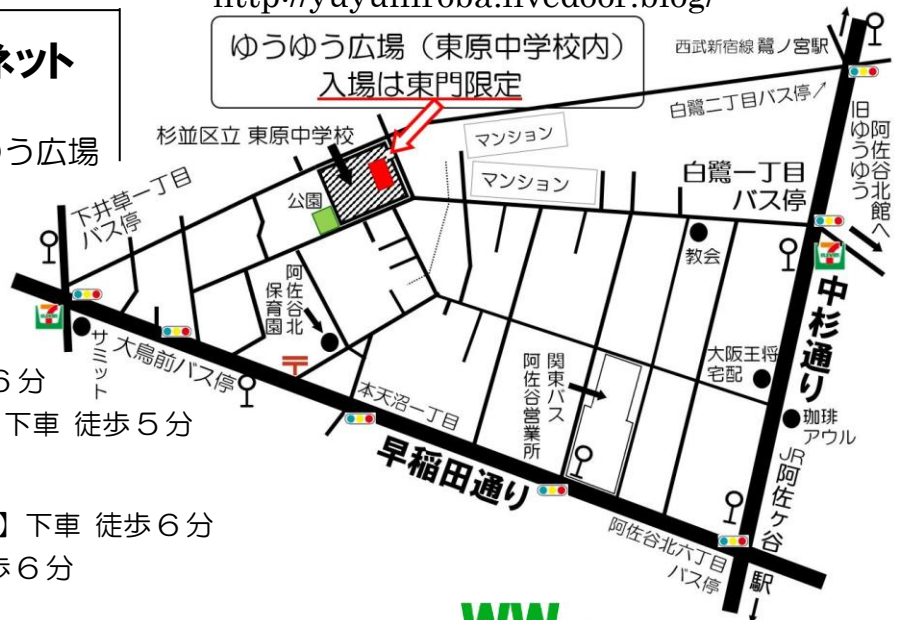 http://yuyuhiroba.livedoor.blog/
ネット
う広場
ゆうゆう広場（東原中学校内）
入場は東門限定
西武新宿線 鷺ノ宮駅
白鷺二丁目バス停
旧ゆうゆう
阿佐谷北館へ
杉並区立 東原中学校
マンション
マンション
白鷺一丁目
バス停
公園
下井草一丁目
バス停
教会
阿佐谷北
保育園
中杉通り
サミット
大鳥前バス停
本天沼一丁目
関東バス
阿佐谷営業所
大阪王将
宅配
珈琲
アウル
早稲田通り
阿佐谷北六丁目
バス停
JR阿佐ヶ谷
駅
6分
下車 徒歩５分
】下車 徒歩６分
歩６分